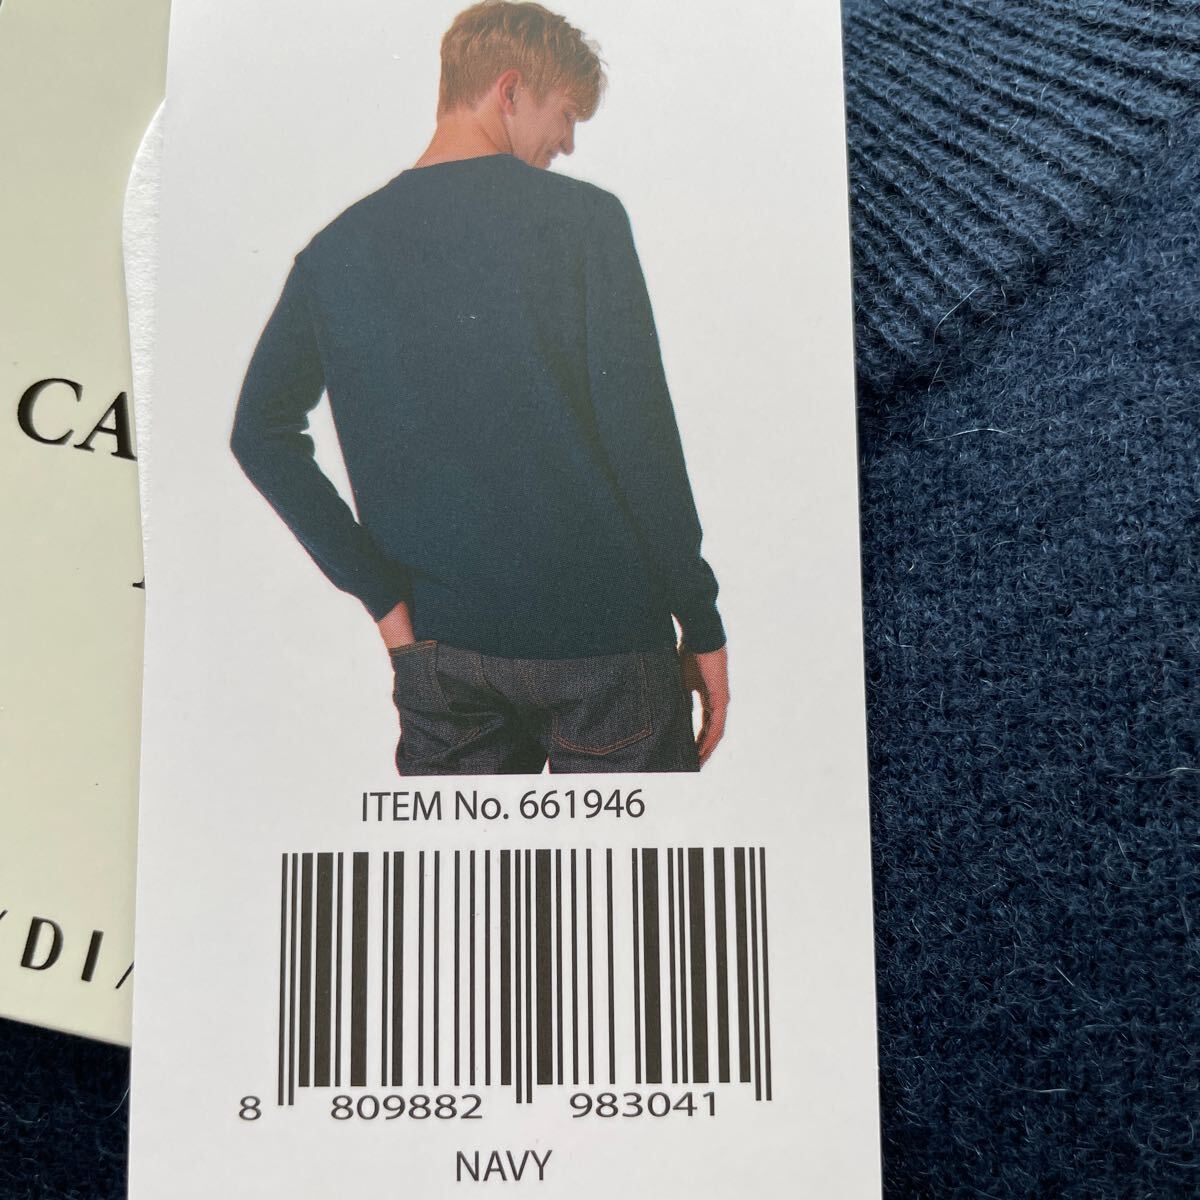 CA
DI/
ITEM No. 661946
8 809882 983041
NAVY